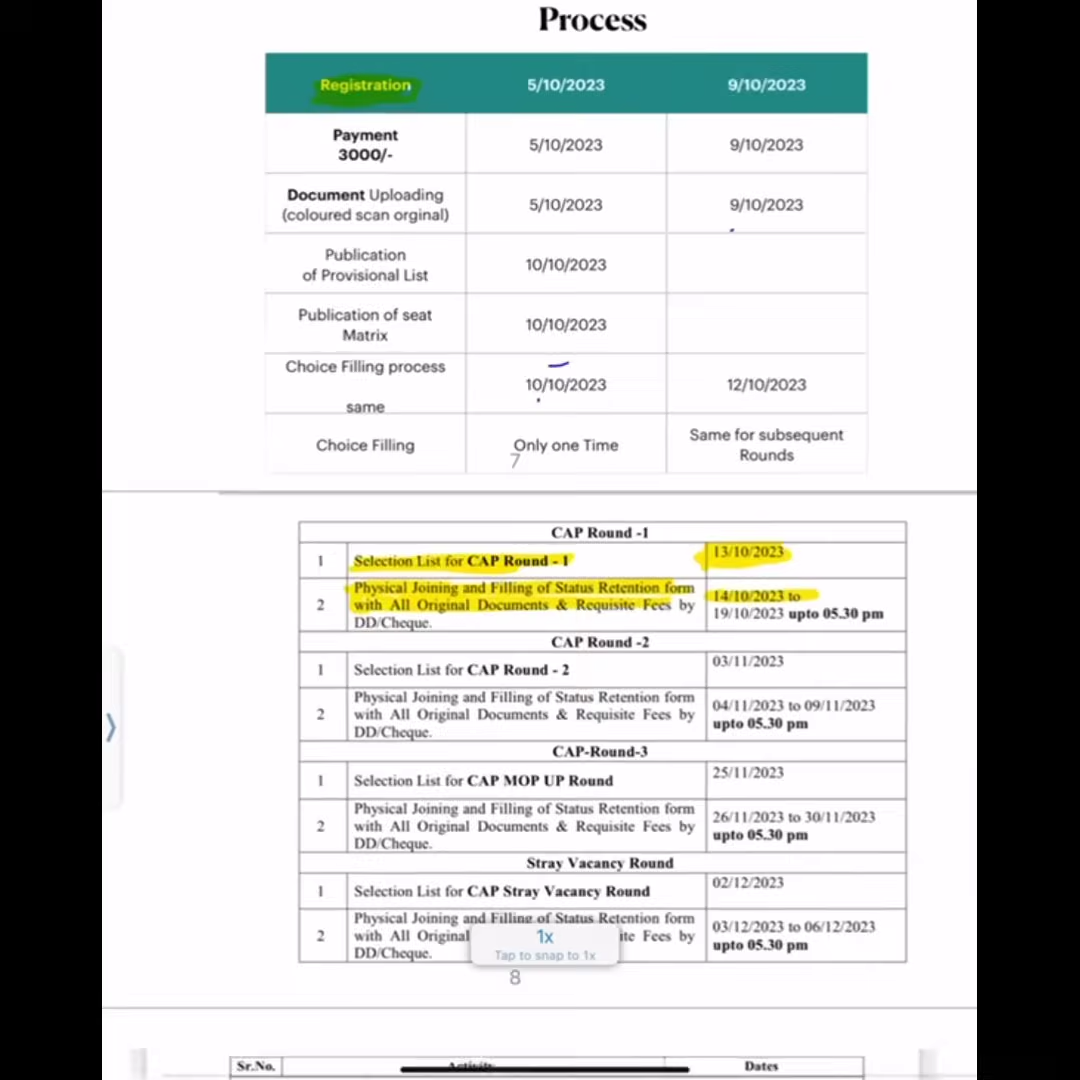 Process
Registration 5/10/2023 9/10/2023
Payment
3000/- 5/10/2023 9/10/2023
Document Uploading
(coloured scan orginal) 5/10/2023 9/10/2023
Publication
of Provisional List 10/10/2023
Publication of seat
Matrix 10/10/2023
Choice Filling process
same 10/10/2023 12/10/2023
Choice Filling Only one Time Same for subsequent
Rounds
7
CAP Round -1
1 Selection List for CAP Round - 1 13/10/2023
2 Physical Joining and Filling of Status Retention form
with All Original Documents & Requisite Fees by
DD/Cheque.
14/10/2023 to
19/10/2023 upto 05.30 pm
CAP Round -2
1 Selection List for CAP Round - 2 03/11/2023
2 Physical Joining and Filling of Status Retention form
with All Original Documents & Requisite Fees by
DD/Cheque.
04/11/2023 to 09/11/2023
upto 05.30 pm
CAP-Round-3
1 Selection List for CAP MOP UP Round 25/11/2023
2 Physical Joining and Filling of Status Retention form
with All Original Documents & Requisite Fees by
DD/Cheque.
26/11/2023 to 30/11/2023
upto 05.30 pm
Stray Vacancy Round
1 Selection List for CAP Stray Vacancy Round 02/12/2023
2 Physical Joining and Filling of Status Retention form
with All Original ite Fees by
DD/Cheque.
03/12/2023 to 06/12/2023
upto 05.30 pm
1x
Tap to snap to 1x
8
Sr.No. Activity Dates